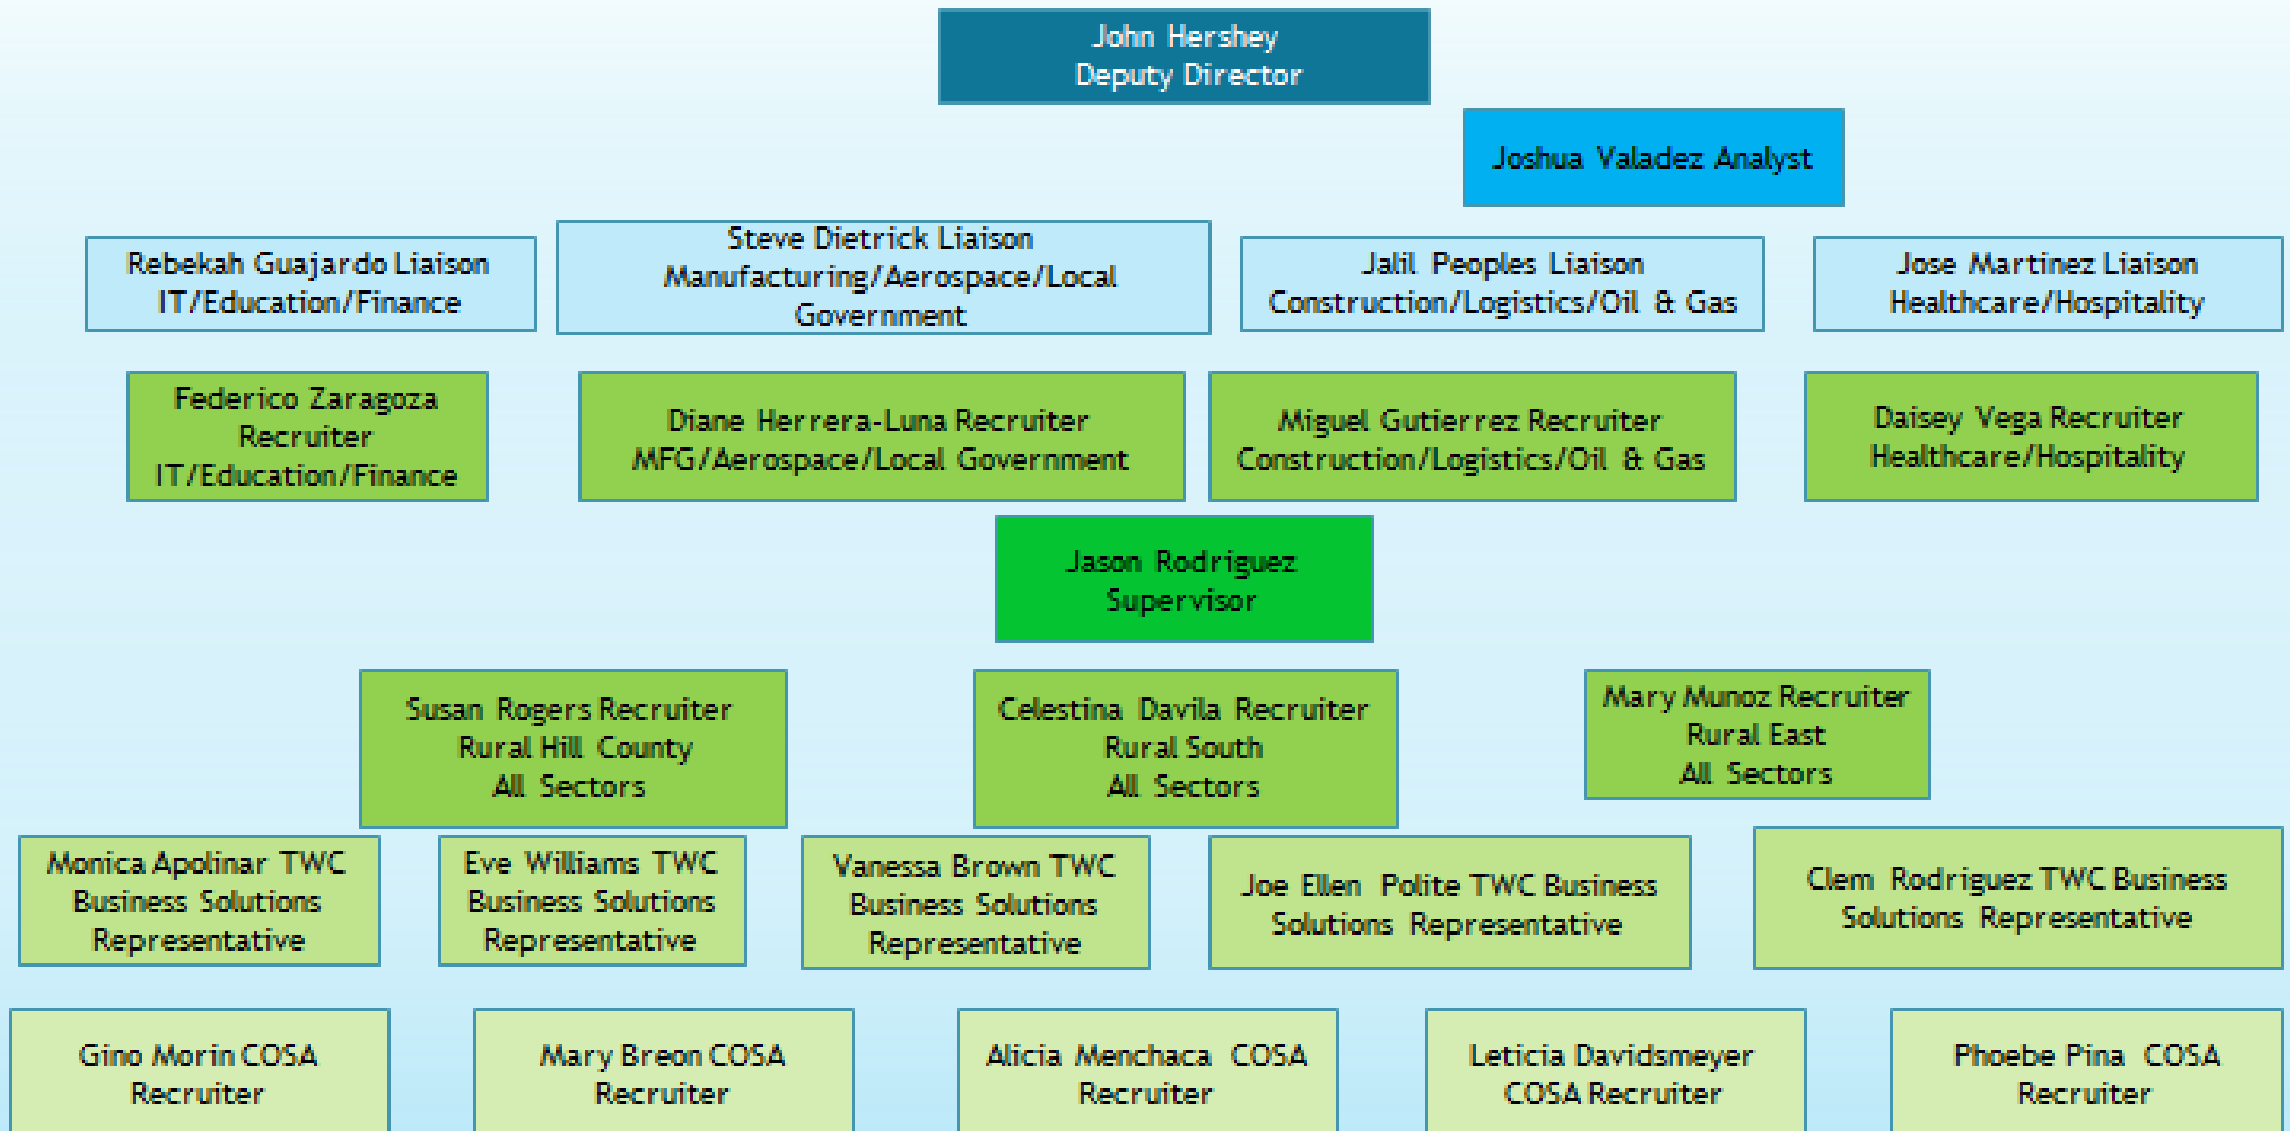 John Hershey
Deputy Director
Joshua Valadez Analyst
Rebekah Guajardo Liaison
IT/Education/Finance
Steve Dietrick Liaison
Manufacturing/Aerospace/Local
Government
Jalil Peoples Liaison
Construction/Logistics/Oil & Gas
Jose Martinez Liaison
Healthcare/Hospitality
Federico Zaragoza
Recruiter
IT/Education/Finance
Diane Herrera-Luna Recruiter
MFG/Aerospace/Local Government
Miguel Gutierrez Recruiter
Construction/Logistics/Oil & Gas
Daisey Vega Recruiter
Healthcare/Hospitality
Jason Rodriguez
Supervisor
Susan Rogers Recruiter
Rural Hill County
All Sectors
Celestina Davila Recruiter
Rural South
All Sectors
Mary Munoz Recruiter
Rural East
All Sectors
Monica Apolinar TWC
Business Solutions
Representative
Eve Williams TWC
Business Solutions
Representative
Vanessa Brown TWC
Business Solutions
Representative
Joe Ellen Polite TWC Business
Solutions Representative
Clem Rodriguez TWC Business
Solutions Representative
Gino Morin COSA
Recruiter
Mary Breon COSA
Recruiter
Alicia Menchaca COSA
Recruiter
Leticia Davidsmeyer
COSA Recruiter
Phoebe Pina COSA
Recruiter